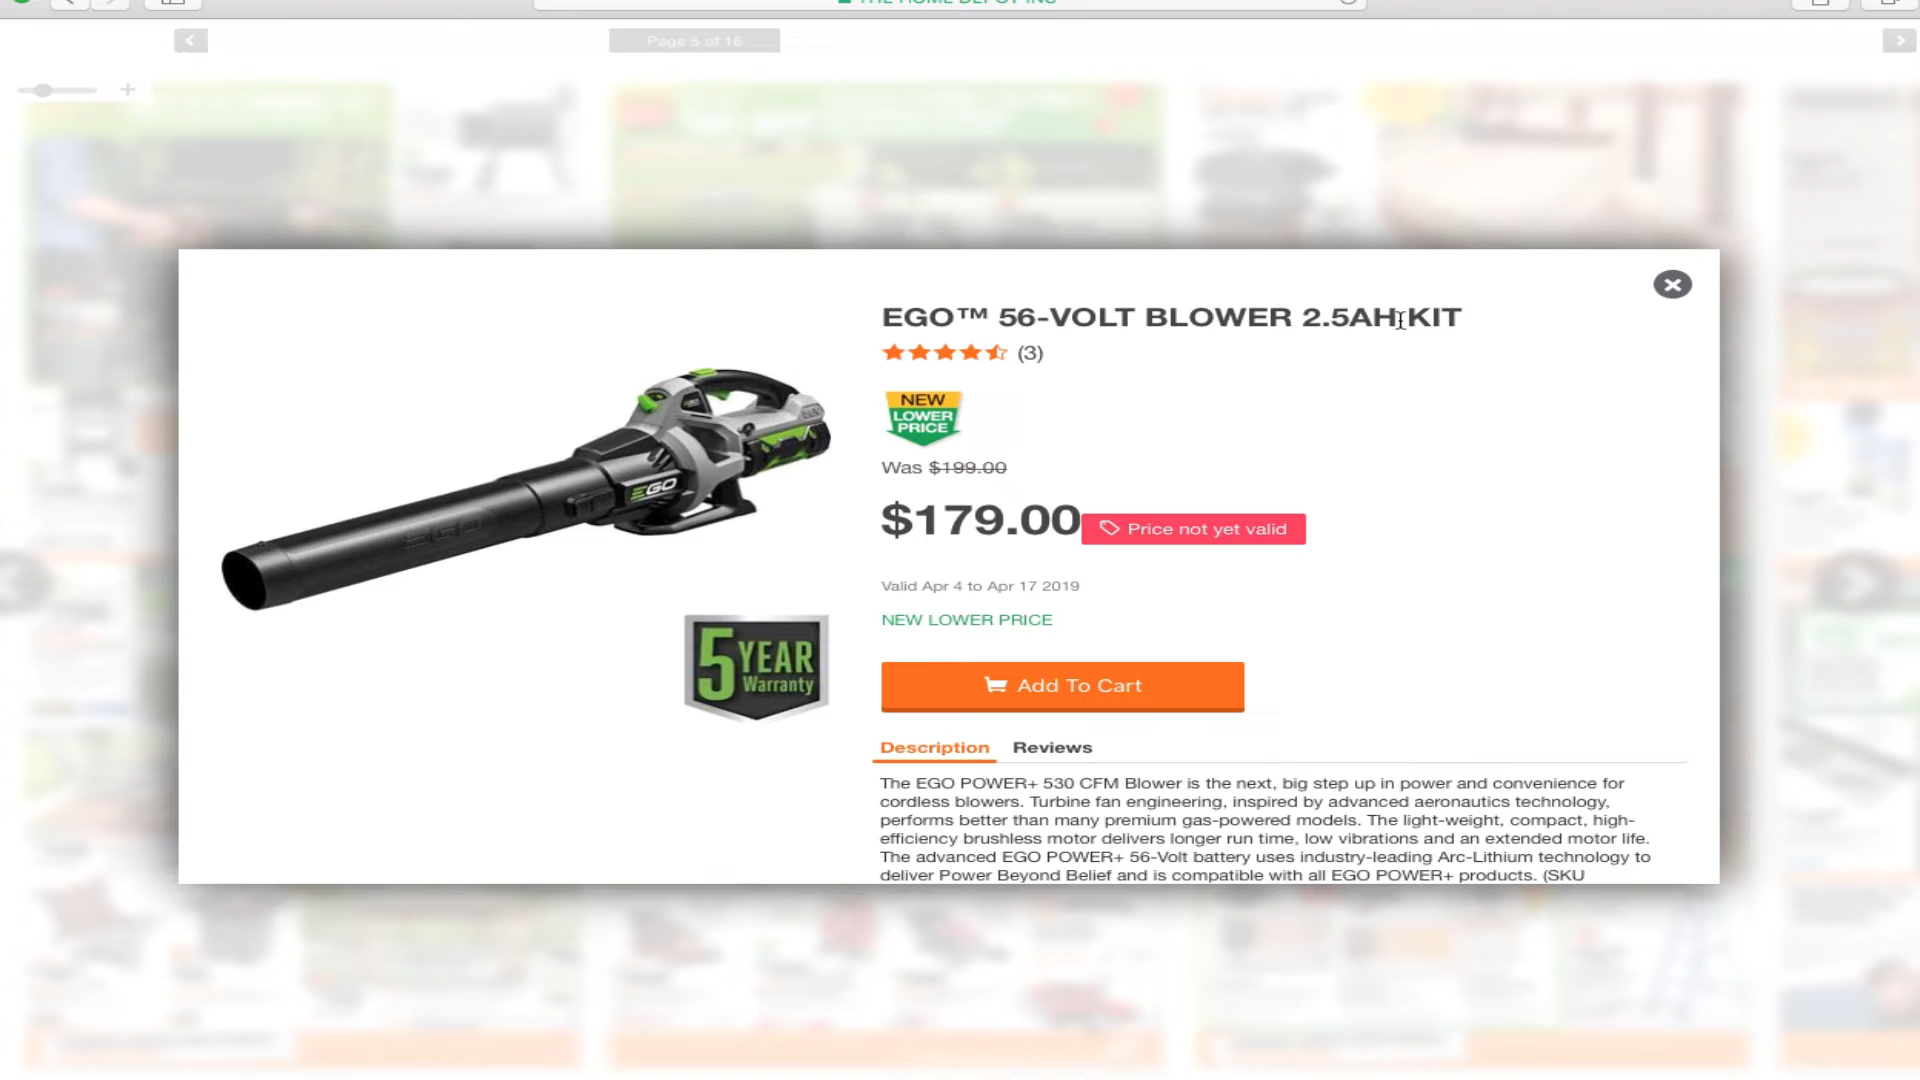 THE HOME DEPOT INC
Page 5 of 16
EGO™ 56-VOLT BLOWER 2.5AH KIT
(3)
NEW
LOWER
PRICE
Was $199.00
$179.00
Price not yet valid
Valid Apr 4 to Apr 17 2019
NEW LOWER PRICE
EGO
EGO
5 YEAR
Warranty
Add To Cart
Description Reviews
The EGO POWER+ 530 CFM Blower is the next, big step up in power and convenience for
cordless blowers. Turbine fan engineering, inspired by advanced aeronautics technology,
performs better than many premium gas-powered models. The light-weight, compact, high-
efficiency brushless motor delivers longer run time, low vibrations and an extended motor life.
The advanced EGO POWER+ 56-Volt battery uses industry-leading Arc-Lithium technology to
deliver Power Beyond Belief and is compatible with all EGO POWER+ products. (SKU